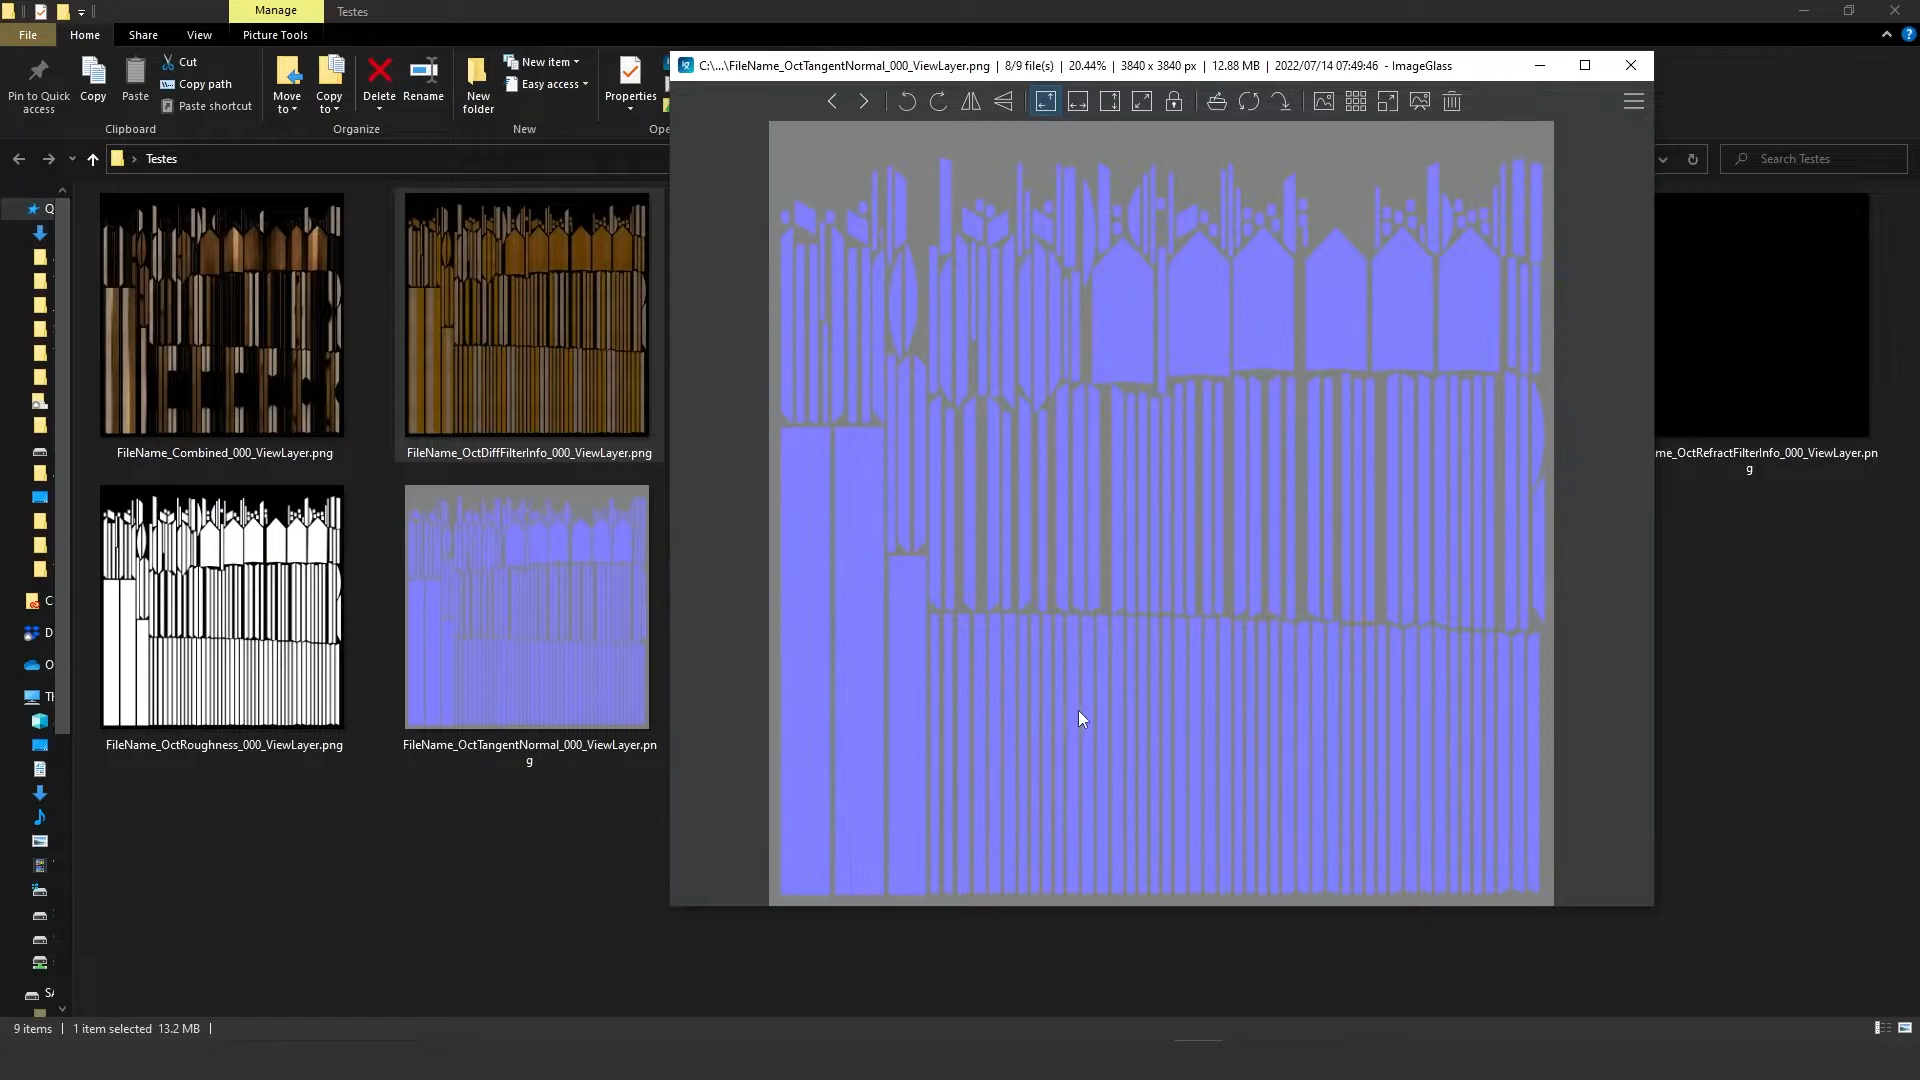 Manage
Testes
File
Home
Share
View
Picture Tools
Pin to Quick
access
Copy
Paste
Cut
Copy path
Paste shortcut
Clipboard
Move
to
Copy
to
Delete
Rename
Organize
New
folder
New item
Easy access
New
Properties
C:\...\FileName_OctTangentNormal_000_ViewLayer.png | 8/9 file(s) | 20.44% | 3840 x 3840 px | 12.88 MB | 2022/07/14 07:49:46 - ImageGlass
Testes
Search Testes
FileName_Combined_000_ViewLayer.png
FileName_OctDiffFilterInfo_000_ViewLayer.png
me_OctRefractFilterInfo_000_ViewLayer.pn
g
FileName_OctRoughness_000_ViewLayer.png
FileName_OctTangentNormal_000_ViewLayer.pn
g
9 items | 1 item selected 13.2 MB |